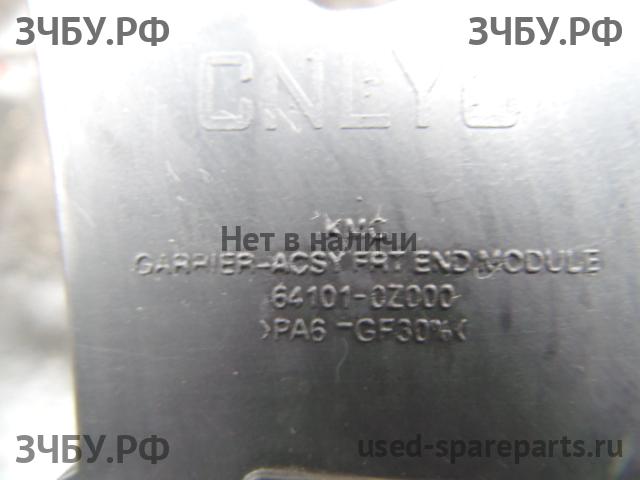 ЗЧБУ.РФ ЗЧБУ.РФ
CNLYC
KMC
Нет в наличи
CARRIER-ACSY FRT END MODULE
64101-0Z000
>PA6-GF30%<
ЗЧБУ.РФ
used-spareparts.ru